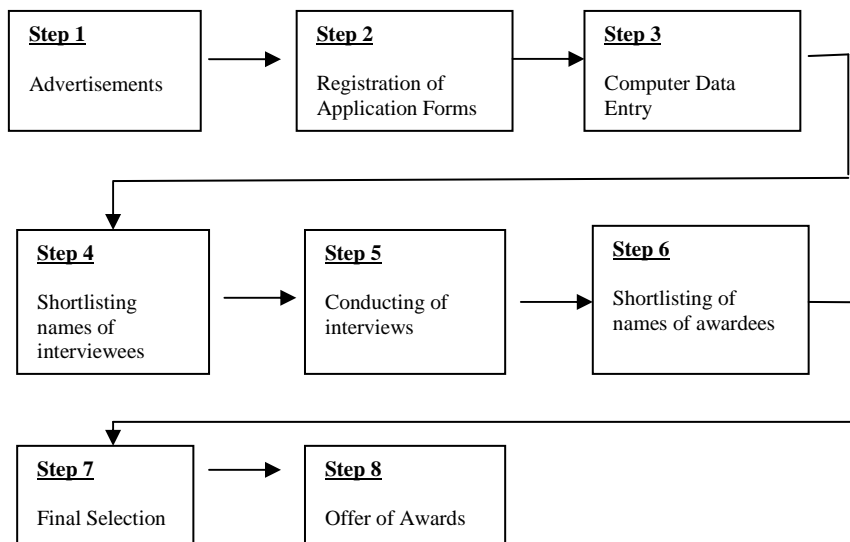 Step 1
Advertisements
Step 2
Registration of
Application Forms
Step 3
Computer Data
Entry
Step 4
Shortlisting
names of
interviewees
Step 5
Conducting of
interviews
Step 6
Shortlisting of
names of awardees
Step 7
Final Selection
Step 8
Offer of Awards